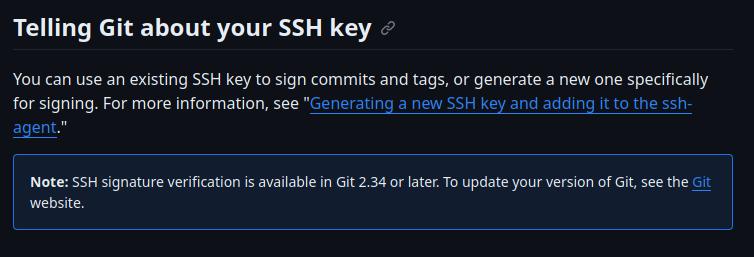 Telling Git about your SSH key
You can use an existing SSH key to sign commits and tags, or generate a new one specifically
for signing. For more information, see "Generating a new SSH key and adding it to the ssh-
agent."
Note: SSH signature verification is available in Git 2.34 or later. To update your version of Git, see the Git
website.